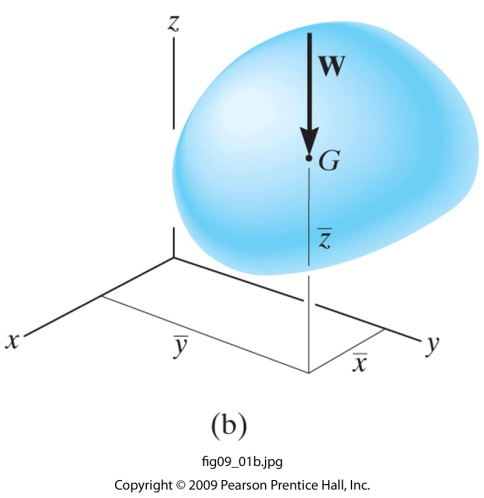 z
W
G
z̅
x
y̅
x̅
y
(b)
fig09_01b.jpg
Copyright © 2009 Pearson Prentice Hall, Inc.